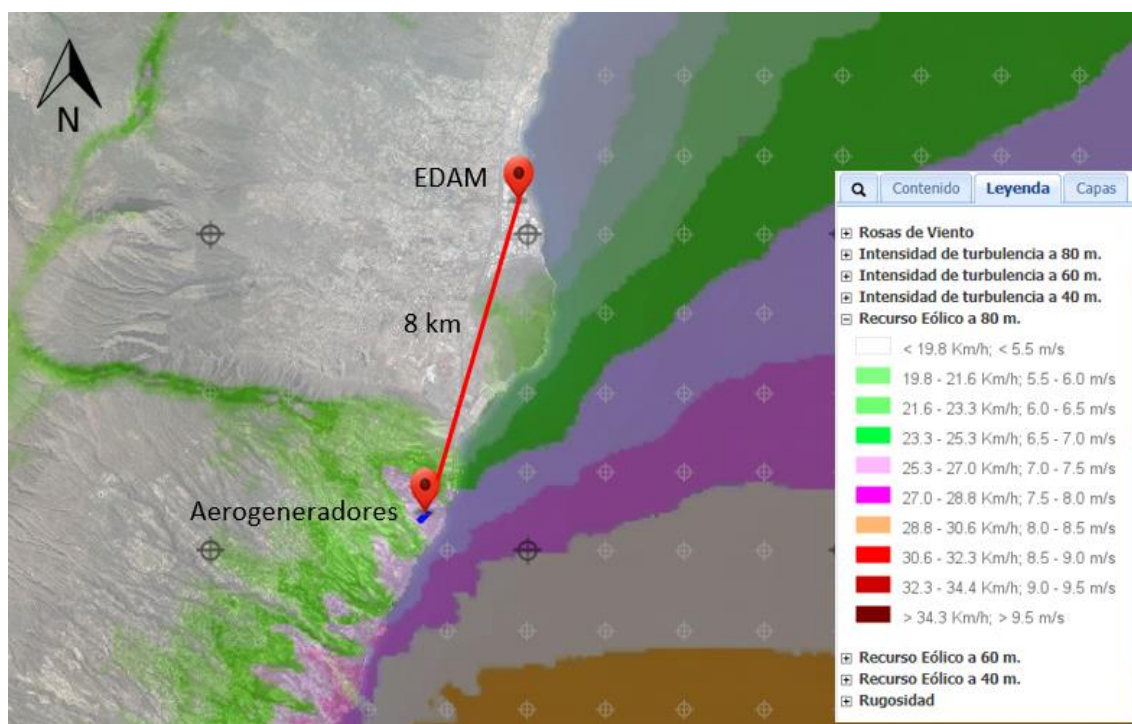 N
EDAM
8 km
Aerogeneradores
Contenido Leyenda Capas
Rosas de Viento
Intensidad de turbulencia a 80 m.
Intensidad de turbulencia a 60 m.
Intensidad de turbulencia a 40 m.
Recurso Eólico a 80 m.
< 19.8 Km/h; < 5.5 m/s
19.8 - 21.6 Km/h; 5.5 - 6.0 m/s
21.6 - 23.3 Km/h; 6.0 - 6.5 m/s
23.3 - 25.3 Km/h; 6.5 - 7.0 m/s
25.3 - 27.0 Km/h; 7.0 - 7.5 m/s
27.0 - 28.8 Km/h; 7.5 - 8.0 m/s
28.8 - 30.6 Km/h; 8.0 - 8.5 m/s
30.6 - 32.3 Km/h; 8.5 - 9.0 m/s
32.3 - 34.4 Km/h; 9.0 - 9.5 m/s
> 34.3 Km/h; > 9.5 m/s
Recurso Eólico a 60 m.
Recurso Eólico a 40 m.
Rugosidad